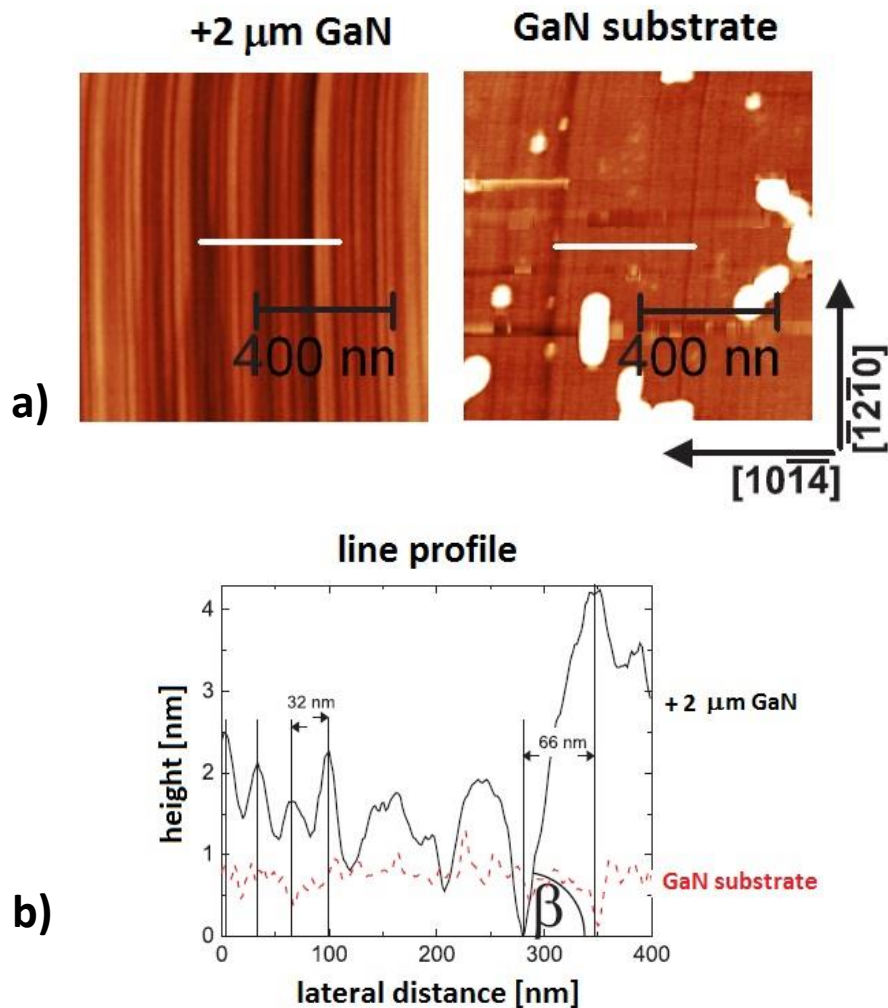 +2 μm GaN
GaN substrate
400 nn
400 nn
a)
[1̅21̅0]
[101̅4̅]
line profile
4
3
2
1
0
32 nm
66 nm
β
+ 2 μm GaN
GaN substrate
height [nm]
b)
0 100 200 300 400
lateral distance [nm]